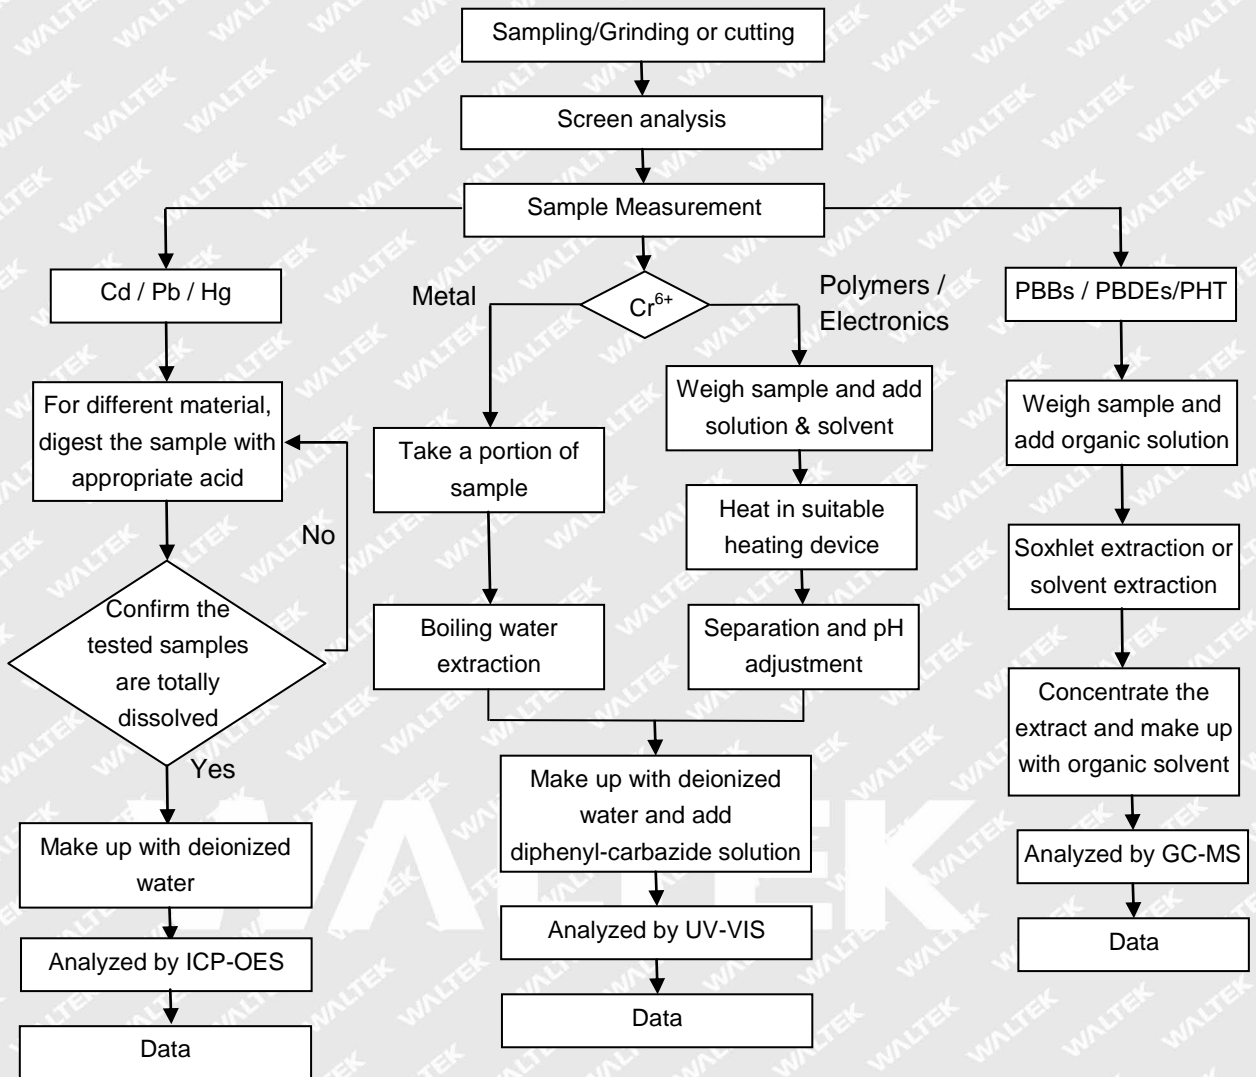 Sampling/Grinding or cutting
Screen analysis
Sample Measurement
Cd / Pb / Hg
For different material,
digest the sample with
appropriate acid
No
Confirm the
tested samples
are totally
dissolved
Yes
Make up with deionized
water
Analyzed by ICP-OES
Data
Cr6+
Metal
Take a portion of
sample
Boiling water
extraction
Polymers /
Electronics
Weigh sample and add
solution & solvent
Heat in suitable
heating device
Separation and pH
adjustment
Make up with deionized
water and add
diphenyl-carbazide solution
Analyzed by UV-VIS
Data
PBBs / PBDEs/PHT
Weigh sample and
add organic solution
Soxhlet extraction or
solvent extraction
Concentrate the
extract and make up
with organic solvent
Analyzed by GC-MS
Data
WALTEK